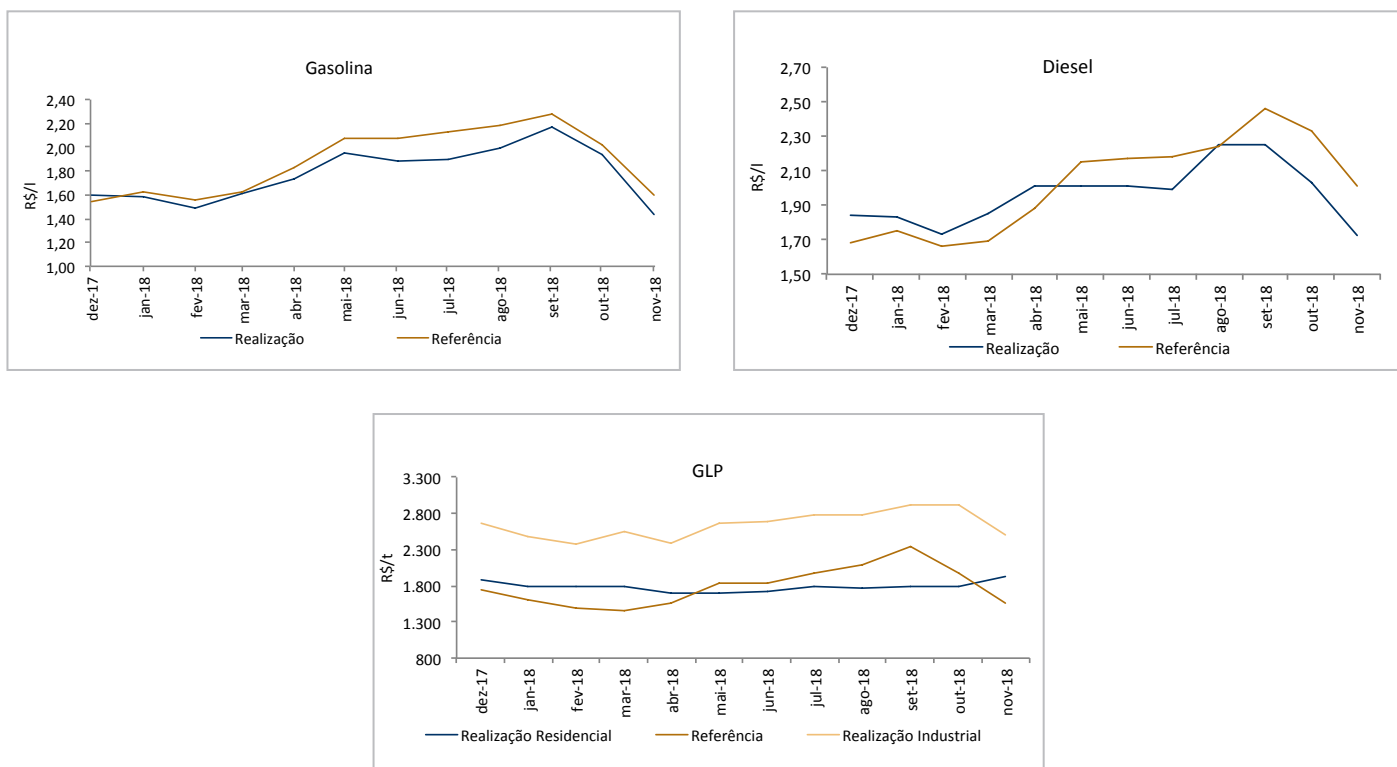 Gasolina
R$/l
2,40
2,20
2,00
1,80
1,60
1,40
1,20
1,00
dez-17
jan-18
fev-18
mar-18
abr-18
mai-18
jun-18
jul-18
ago-18
set-18
out-18
nov-18
Realização Referência
Diesel
R$/l
2,70
2,50
2,30
2,10
1,90
1,70
1,50
dez-17
jan-18
fev-18
mar-18
abr-18
mai-18
jun-18
jul-18
ago-18
set-18
out-18
nov-18
Realização Referência
GLP
R$/t
3.300
2.800
2.300
1.800
1.300
800
dez-17
jan-18
fev-18
mar-18
abr-18
mai-18
jun-18
jul-18
ago-18
set-18
out-18
nov-18
Realização Residencial Referência Realização Industrial